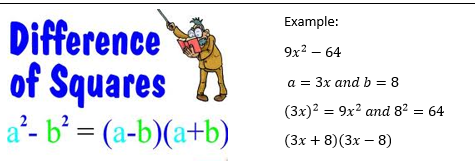 Difference
of Squares
a²- b² = (a-b)(a+b)
Example:
9x² − 64
a = 3x and b = 8
(3x)² = 9x² and 8² = 64
(3x + 8)(3x − 8)